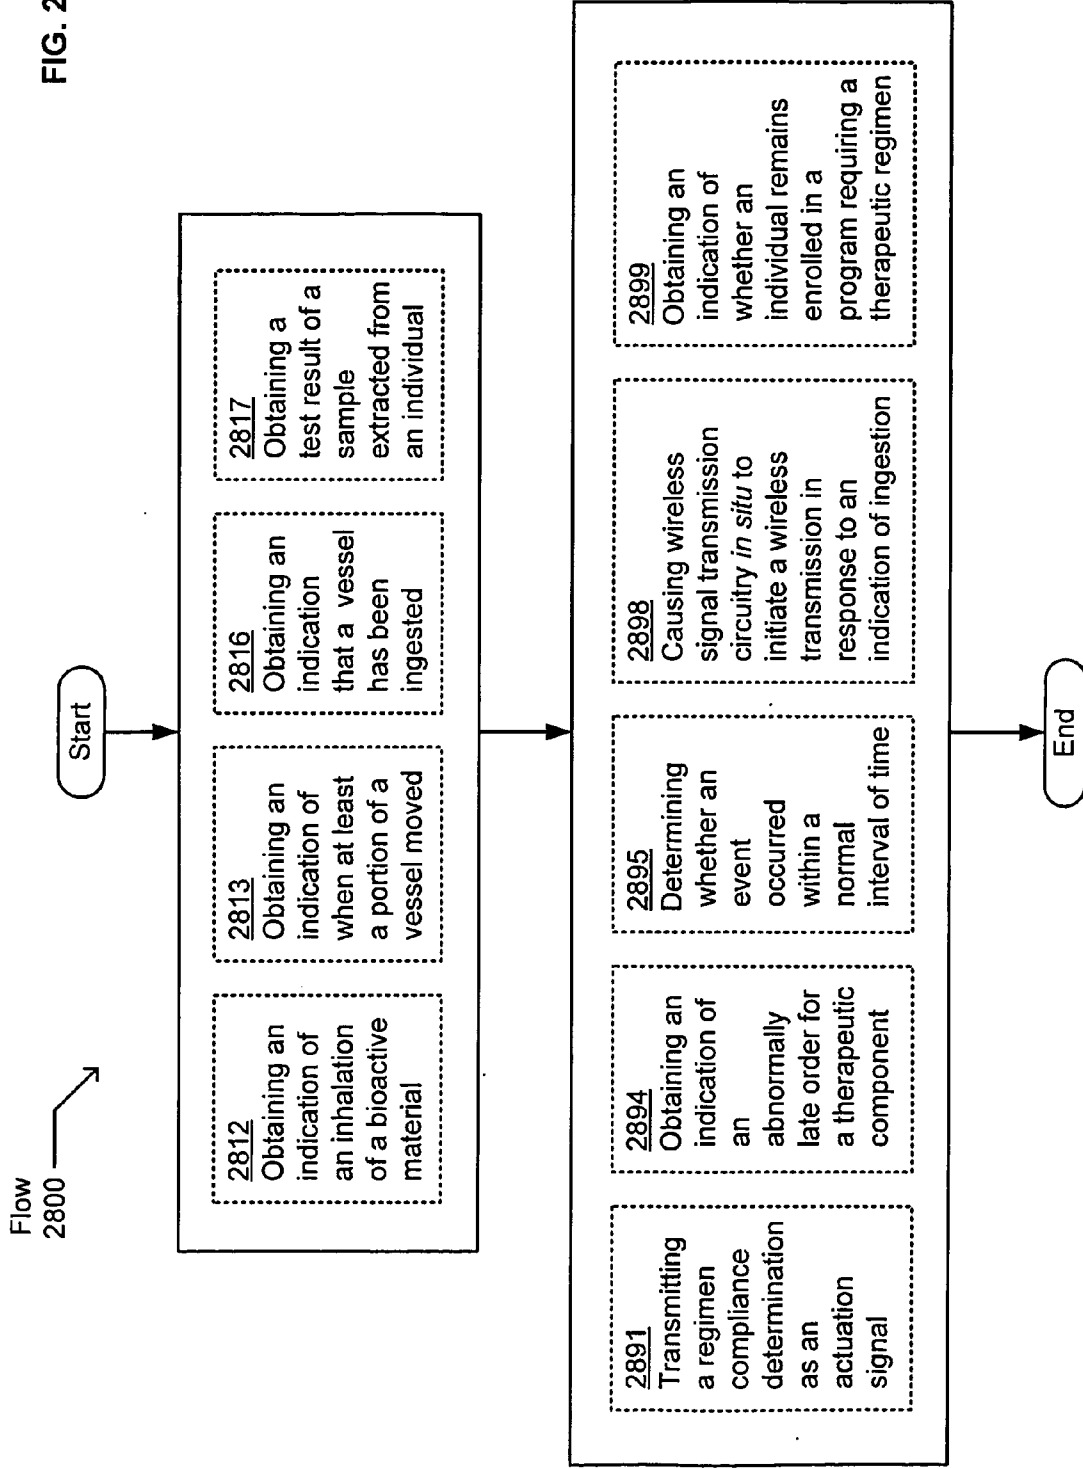 FIG. 2
Flow
2800
Start
2812
Obtaining an
indication of
an inhalation
of a bioactive
material
2813
Obtaining an
indication of
when at least
a portion of a
vessel moved
2816
Obtaining an
indication
that a vessel
has been
ingested
2817
Obtaining a
test result of a
sample
extracted from
an individual
2891
Transmitting
a regimen
compliance
determination
as an
actuation
signal
2894
Obtaining an
indication of
an
abnormally
late order for
a therapeutic
component
2895
Determining
whether an
event
occurred
within a
normal
interval of time
2898
Causing wireless
signal transmission
circuitry in situ to
initiate a wireless
transmission in
response to an
indication of ingestion
2899
Obtaining an
indication of
whether an
individual remains
enrolled in a
program requiring a
therapeutic regimen
End